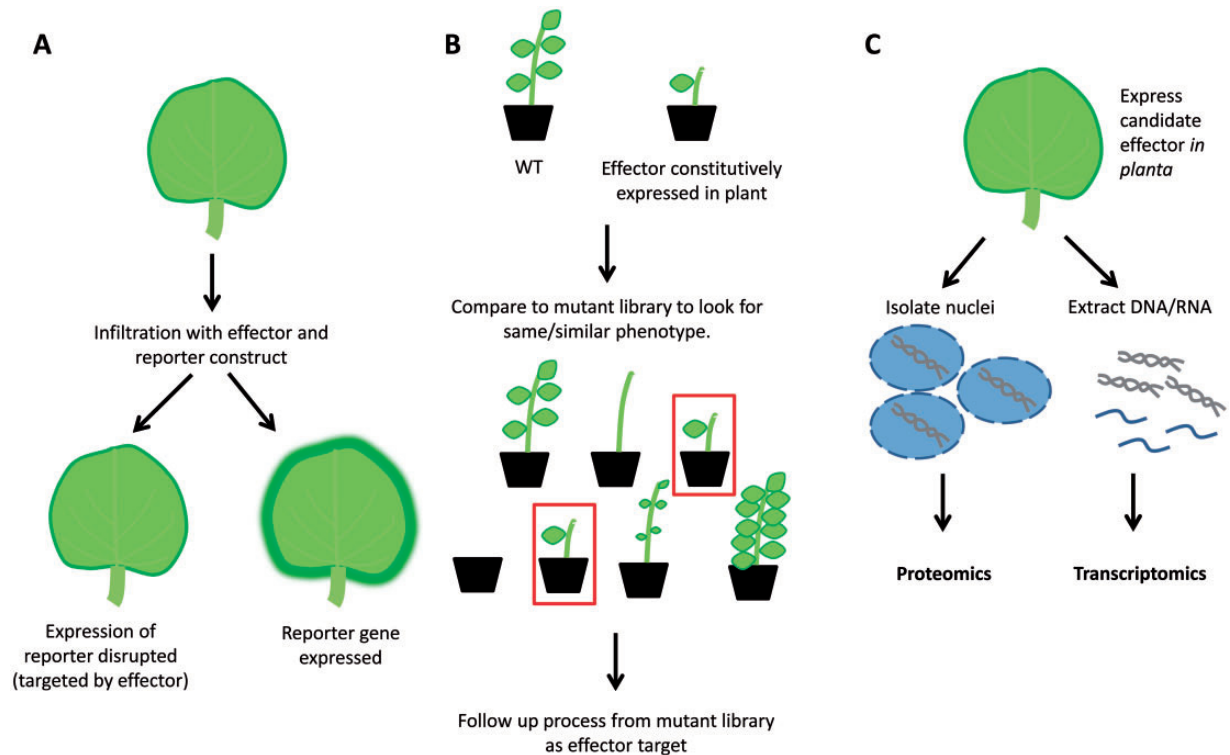 A
Infiltration with effector and
reporter construct
Expression of
reporter disrupted
(targeted by effector)
Reporter gene
expressed
B
WT
Effector constitutively
expressed in plant
Compare to mutant library to look for
same/similar phenotype.
Follow up process from mutant library
as effector target
C
Express
candidate
effector in
planta
Isolate nuclei
Extract DNA/RNA
Proteomics
Transcriptomics